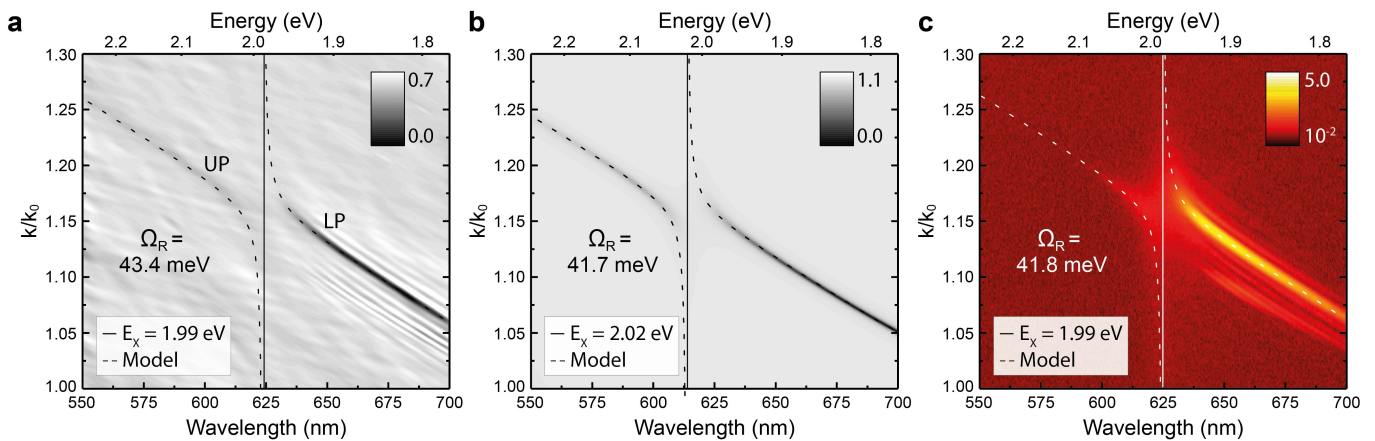 a
Energy (eV)
2.2 2.1 2.0 1.9 1.8
1.30
1.25
1.20
1.15
1.10
1.05
1.00
k/k0
0.7
0.0
UP
LP
ΩR =
43.4 meV
EX = 1.99 eV
Model
550 575 600 625 650 675 700
Wavelength (nm)
b
Energy (eV)
2.2 2.1 2.0 1.9 1.8
1.30
1.25
1.20
1.15
1.10
1.05
1.00
k/k0
1.1
0.0
ΩR =
41.7 meV
EX = 2.02 eV
Model
550 575 600 625 650 675 700
Wavelength (nm)
c
Energy (eV)
2.2 2.1 2.0 1.9 1.8
1.30
1.25
1.20
1.15
1.10
1.05
1.00
k/k0
5.0
10-2
ΩR =
41.8 meV
EX = 1.99 eV
Model
550 575 600 625 650 675 700
Wavelength (nm)